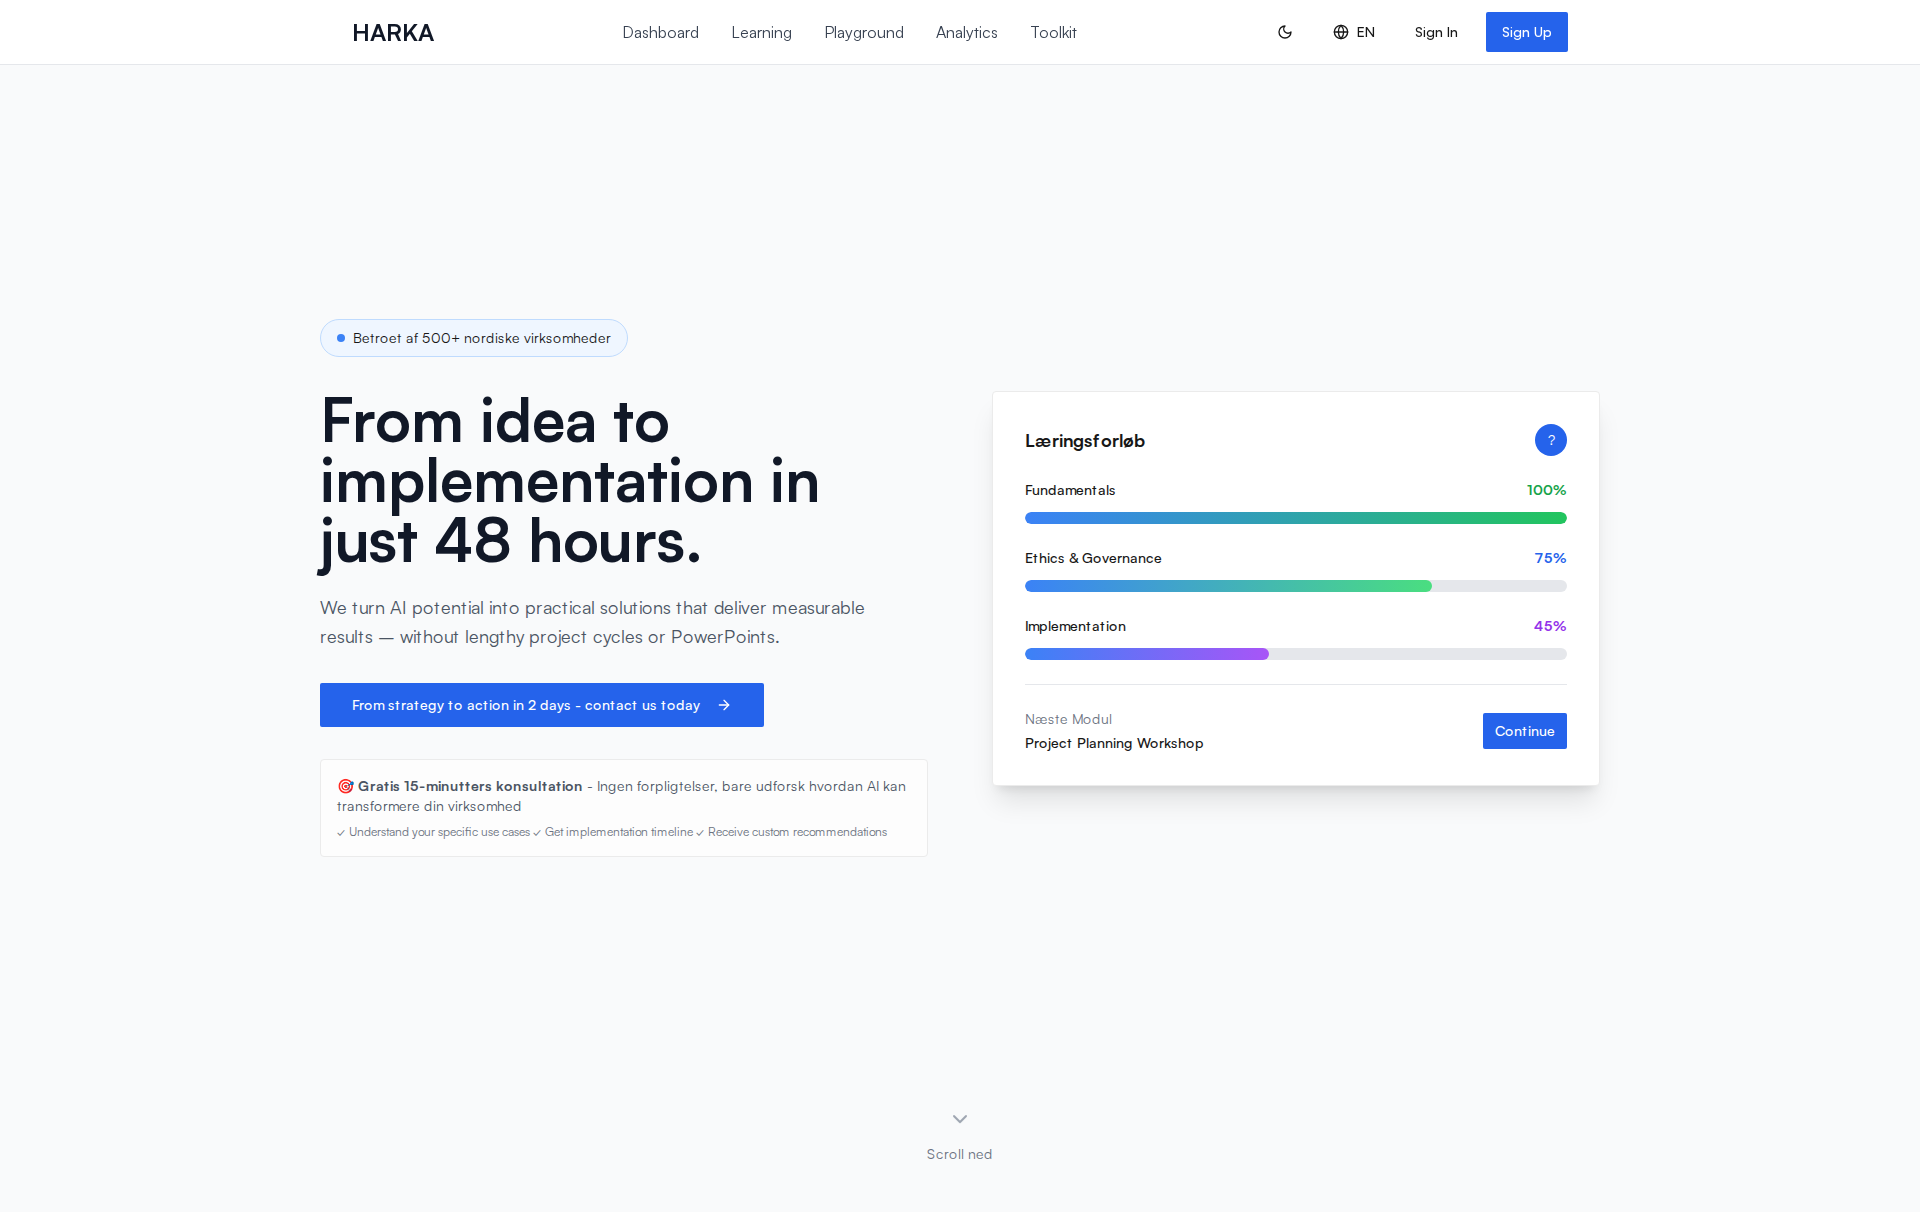 HARKA
Dashboard
Learning
Playground
Analytics
Toolkit
EN
Sign In
Sign Up
Betroet af 500+ nordiske virksomheder
From idea to
implementation in
just 48 hours.
We turn AI potential into practical solutions that deliver measurable
results — without lengthy project cycles or PowerPoints.
From strategy to action in 2 days - contact us today →
🎯 Gratis 15-minutters konsultation - Ingen forpligtelser, bare udforsk hvordan AI kan
transformere din virksomhed
✓ Understand your specific use cases ✓ Get implementation timeline ✓ Receive custom recommendations
Læringsforløb
?
Fundamentals
100%
Ethics & Governance
75%
Implementation
45%
Næste Modul
Project Planning Workshop
Continue
Scroll ned